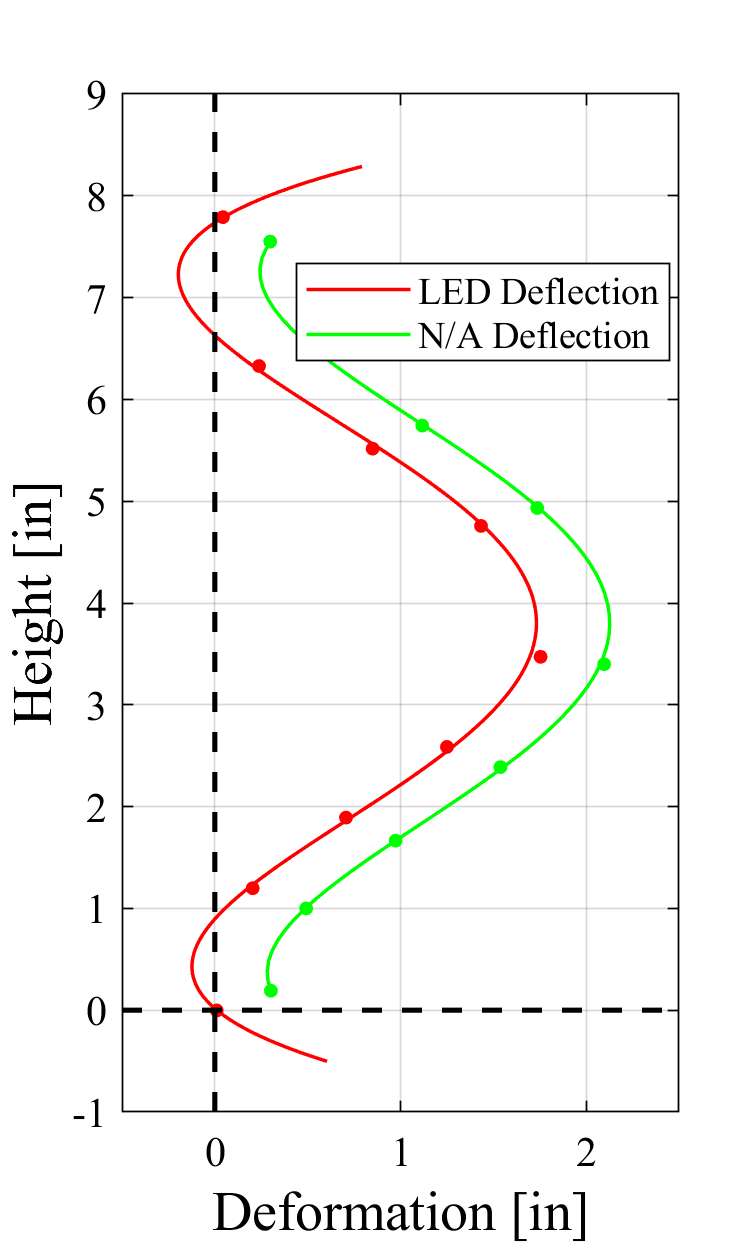 9
8
7
6
5
4
3
2
1
0
-1
Height [in]
LED Deflection
N/A Deflection
0 1 2
Deformation [in]